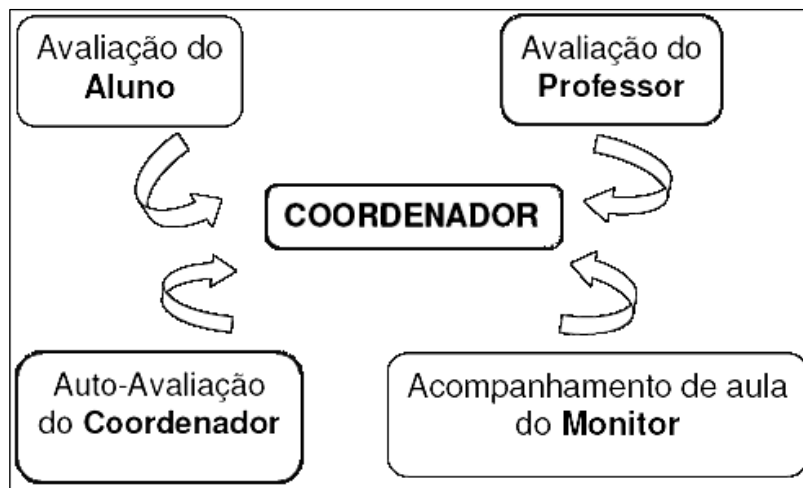 Avaliação do
Aluno
Avaliação do
Professor
COORDENADOR
Auto-Avaliação
do Coordenador
Acompanhamento de aula
do Monitor